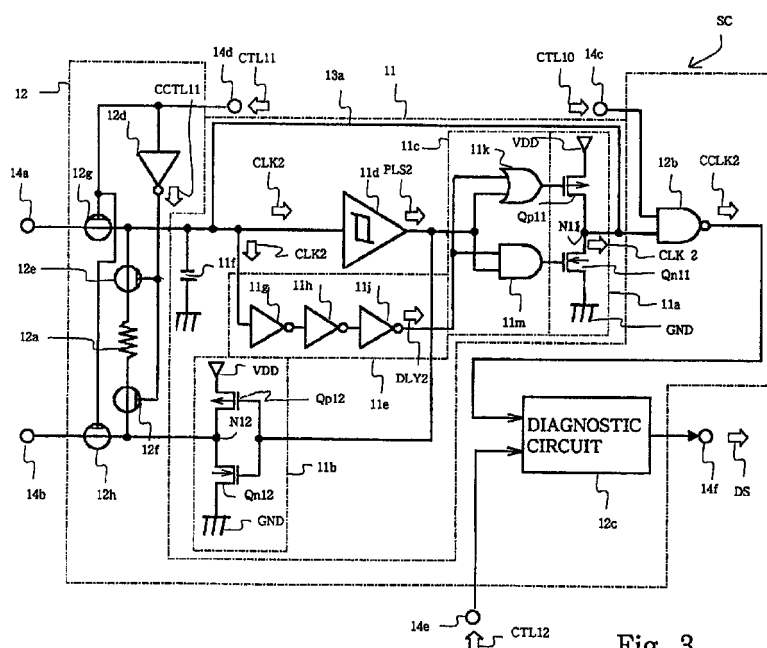 SC
14d CTL11 CTL10 14c
12 CCTL11 13a 11
12d 11c VDD 11k 12b
14a 12g CLK2 11d PLS2 CCLK2
Qp11
N11
CLK 2
12e 11f CLK2 Qn11
11g 11h 11j 11m 11a
12a GND
VDD DLY2
Qp12 11e
N12 DIAGNOSTIC
CIRCUIT
14b 12h 12f Qn12 11b 14f DS
GND 12c
14e CTL12
Fig. 3